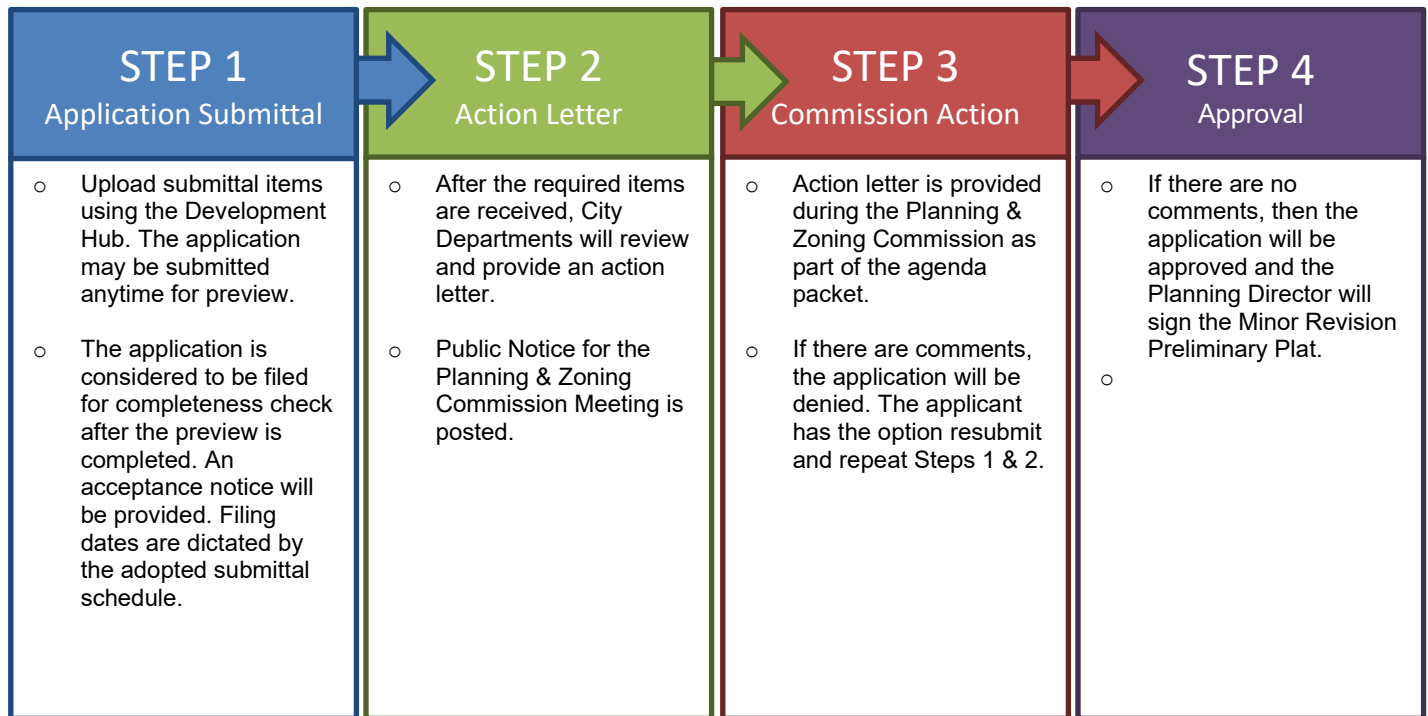 STEP 1
Application Submittal
o Upload submittal items
using the Development
Hub. The application
may be submitted
anytime for preview.
o The application is
considered to be filed
for completeness check
after the preview is
completed. An
acceptance notice will
be provided. Filing
dates are dictated by
the adopted submittal
schedule.
STEP 2
Action Letter
o After the required items
are received, City
Departments will review
and provide an action
letter.
o Public Notice for the
Planning & Zoning
Commission Meeting is
posted.
STEP 3
Commission Action
o Action letter is provided
during the Planning &
Zoning Commission as
part of the agenda
packet.
o If there are comments,
the application will be
denied. The applicant
has the option resubmit
and repeat Steps 1 & 2.
STEP 4
Approval
o If there are no
comments, then the
application will be
approved and the
Planning Director will
sign the Minor Revision
Preliminary Plat.
o